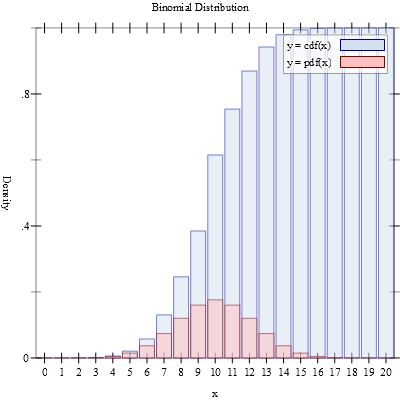 Binomial Distribution
y = cdf(x)
y = pdf(x)
.8
.4
0
Density
0 1 2 3 4 5 6 7 8 9 10 11 12 13 14 15 16 17 18 19 20
x